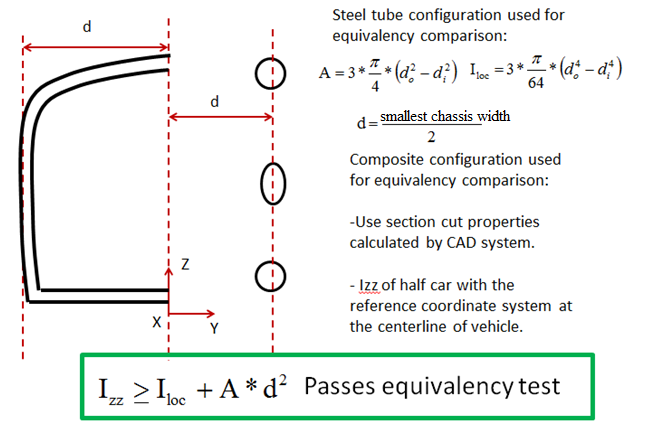 d
Steel tube configuration used for
equivalency comparison:
A = 3 * π/4 * (d_o^2 − d_i^2) I_loc = 3 * π/64 * (d_o^4 − d_i^4)
d
d = smallest chassis width
2
Composite configuration used
for equivalency comparison:
-Use section cut properties
calculated by CAD system.
Z
- Izz of half car with the
reference coordinate system at
the centerline of vehicle.
X
Y
I_zz ≥ I_loc + A * d^2 Passes equivalency test